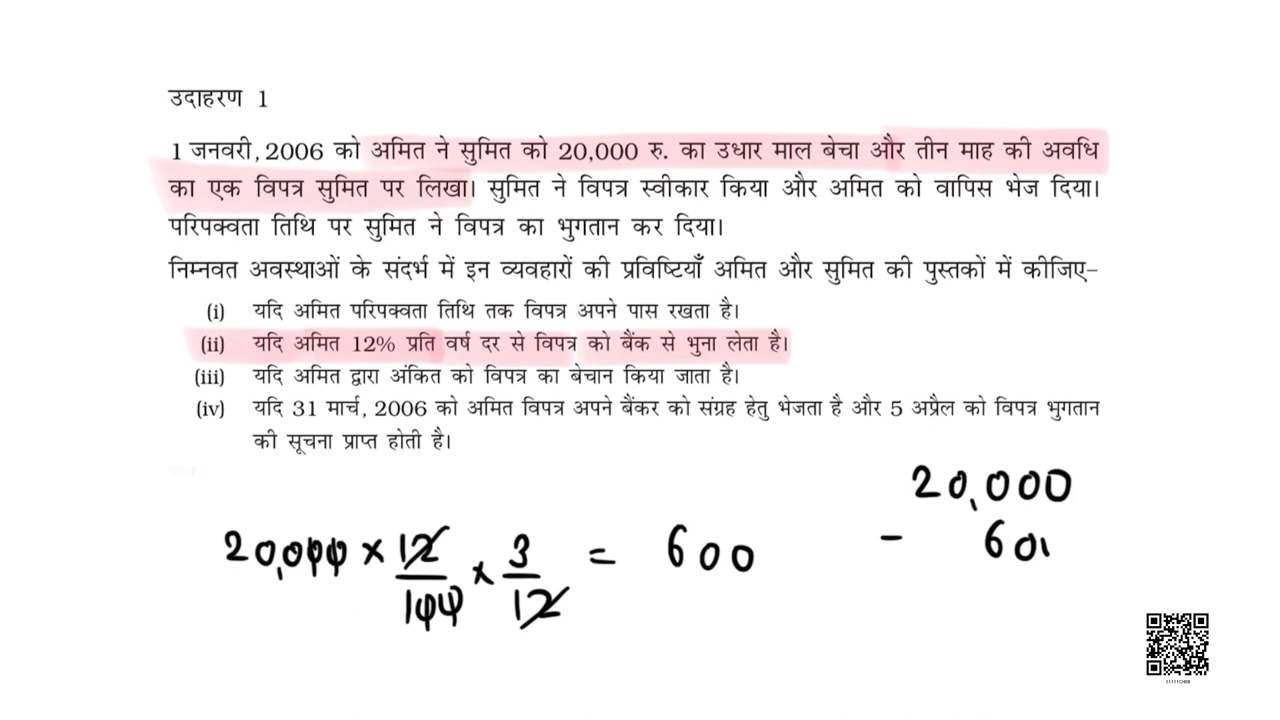 उदाहरण 1
1 जनवरी, 2006 को अमित ने सुमित को 20,000 रु. का उधार माल बेचा और तीन माह की अवधि
का एक विपत्र सुमित पर लिखा। सुमित ने विपत्र स्वीकार किया और अमित को वापिस भेज दिया।
परिपक्वता तिथि पर सुमित ने विपत्र का भुगतान कर दिया।
निम्नवत अवस्थाओं के संदर्भ में इन व्यवहारों की प्रविष्टियाँ अमित और सुमित की पुस्तकों में कीजिए–
(i) यदि अमित परिपक्वता तिथि तक विपत्र अपने पास रखता है।
(ii) यदि अमित 12% प्रति वर्ष दर से विपत्र को बैंक से भुना लेता है।
(iii) यदि अमित द्वारा अंकित को विपत्र का बेचान किया जाता है।
(iv) यदि 31 मार्च, 2006 को अमित विपत्र अपने बैंकर को संग्रह हेतु भेजता है और 5 अप्रैल को विपत्र भुगतान
की सूचना प्राप्त होती है।
20,000
20,000 × 12/100 × 3/12 = 600
- 600